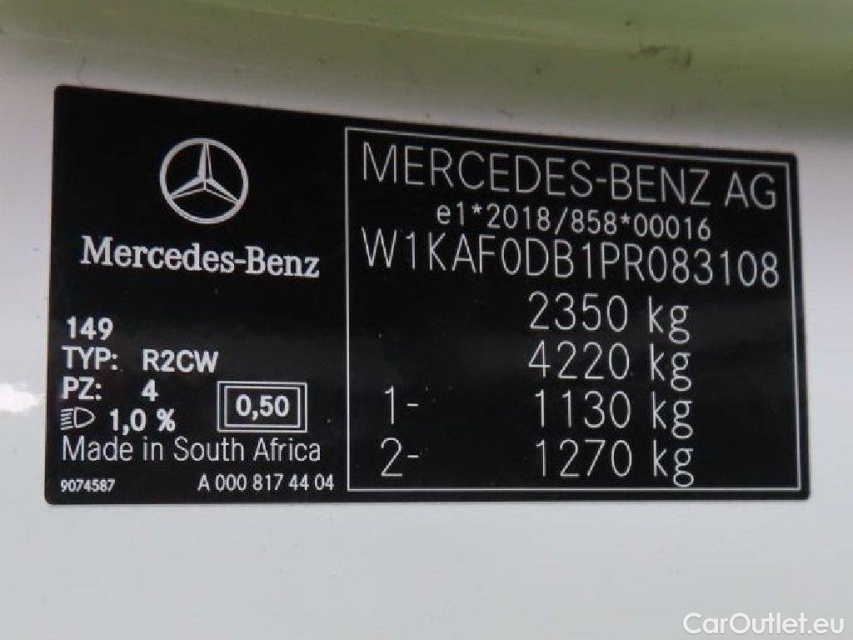 Mercedes-Benz
149
TYP: R2CW
PZ: 4
1,0 %
0,50
Made in South Africa
9074587
A 000 817 44 04
MERCEDES-BENZ AG
e1*2018/858*00016
W1KAF0DB1PR083108
2350 kg
4220 kg
1- 1130 kg
2- 1270 kg
CarOutlet.eu